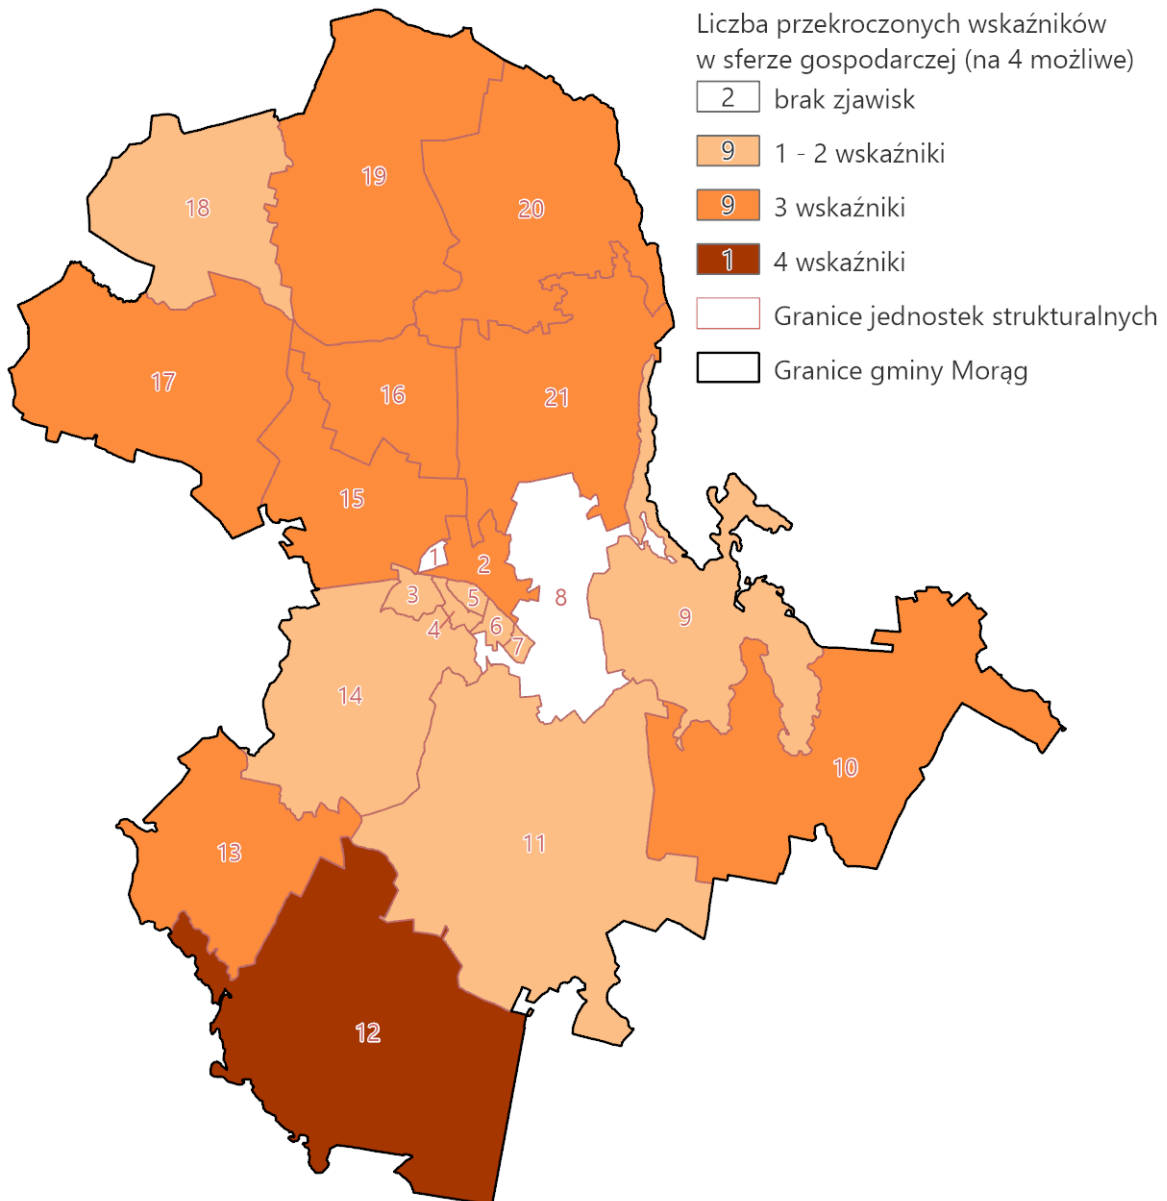 Liczba przekroczonych wskaźników
w sferze gospodarczej (na 4 możliwe)
2 brak zjawisk
9 1 - 2 wskaźniki
9 3 wskaźniki
1 4 wskaźniki
Granice jednostek strukturalnych
Granice gminy Morąg
19
18
20
17
16
21
15
1
2
3
5
8
4
6
7
9
14
10
11
13
12